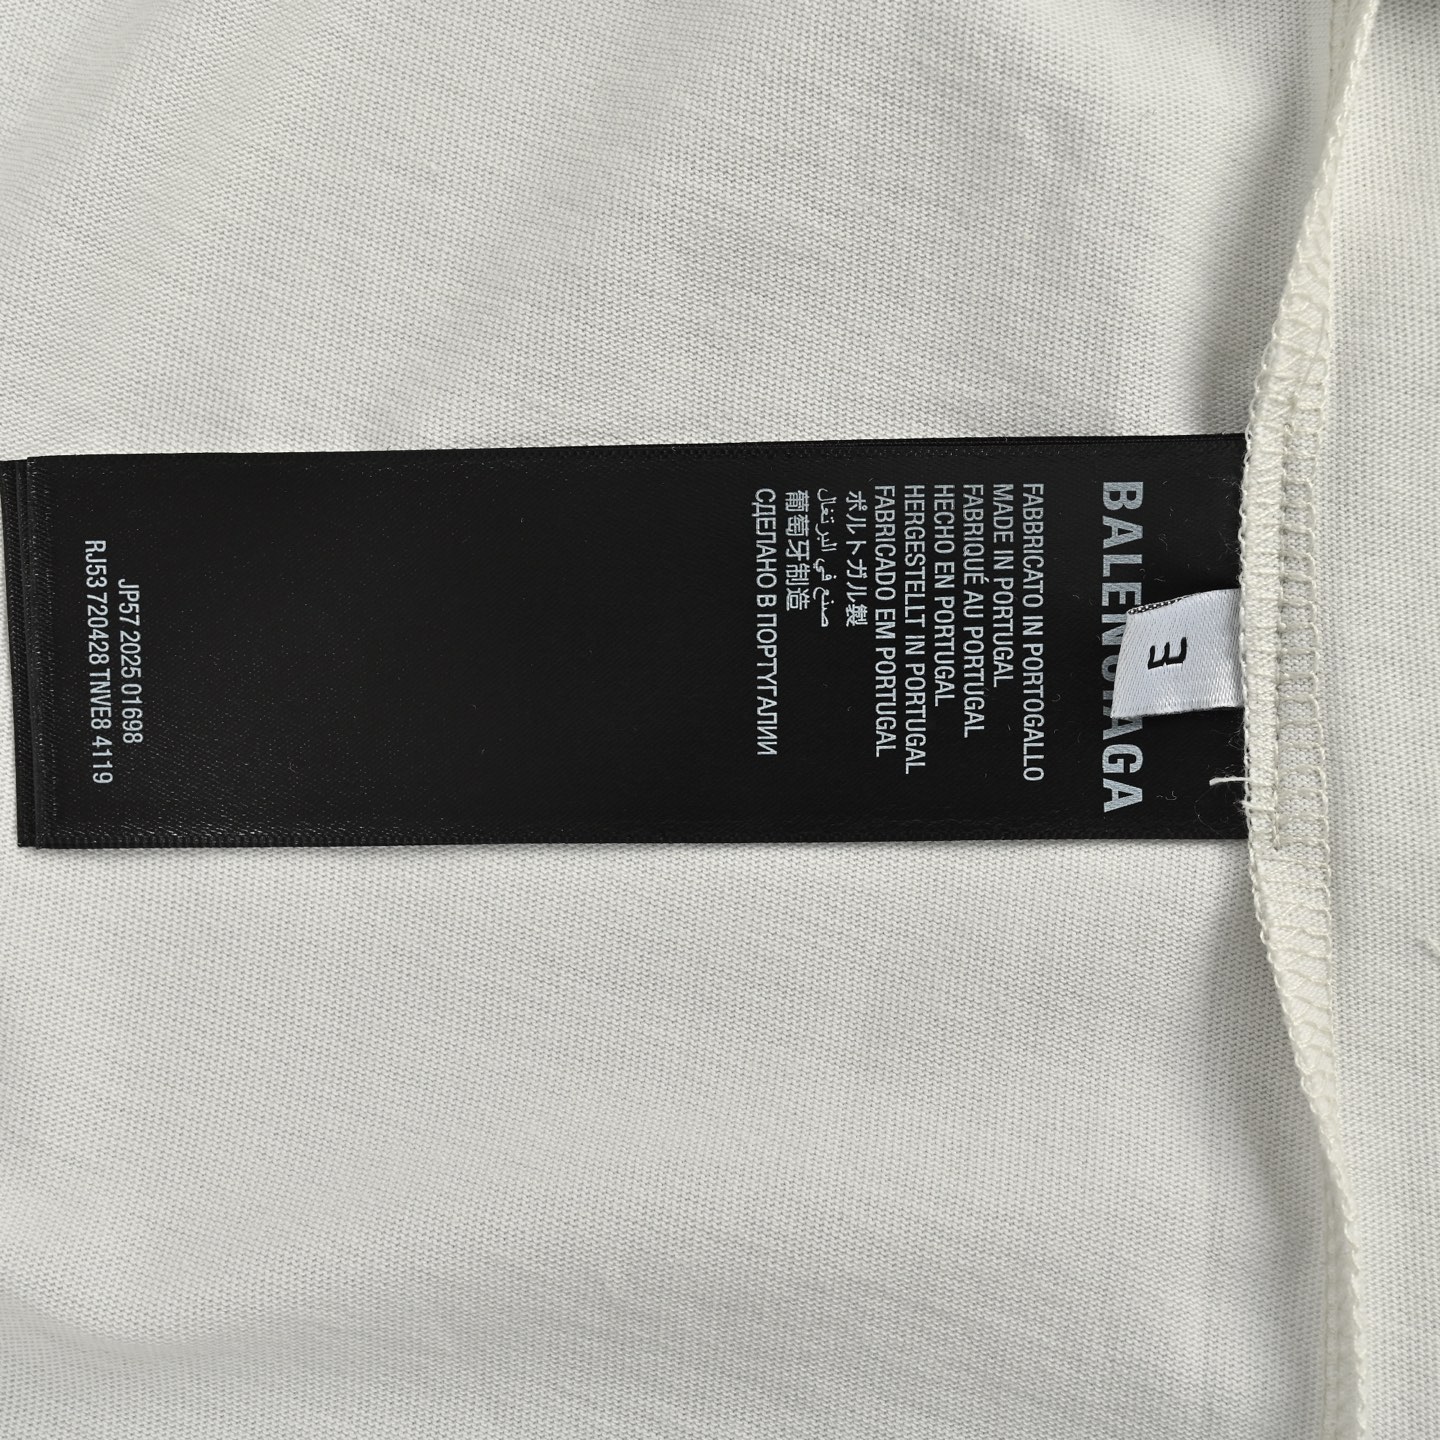 BALENCIAGA
3
FABBRICATO IN PORTOGALLO
MADE IN PORTUGAL
FABRIQUÉ AU PORTUGAL
HECHO EN PORTUGAL
HERGESTELLT IN PORTUGAL
FABRICADO EM PORTUGAL
ポルトガル製
صنع في البرتغال
葡萄牙制造
СДЕЛАНО В ПОРТУГАЛИИ
JP57 2025 01698
RJ53 720428 TNVE8 4119